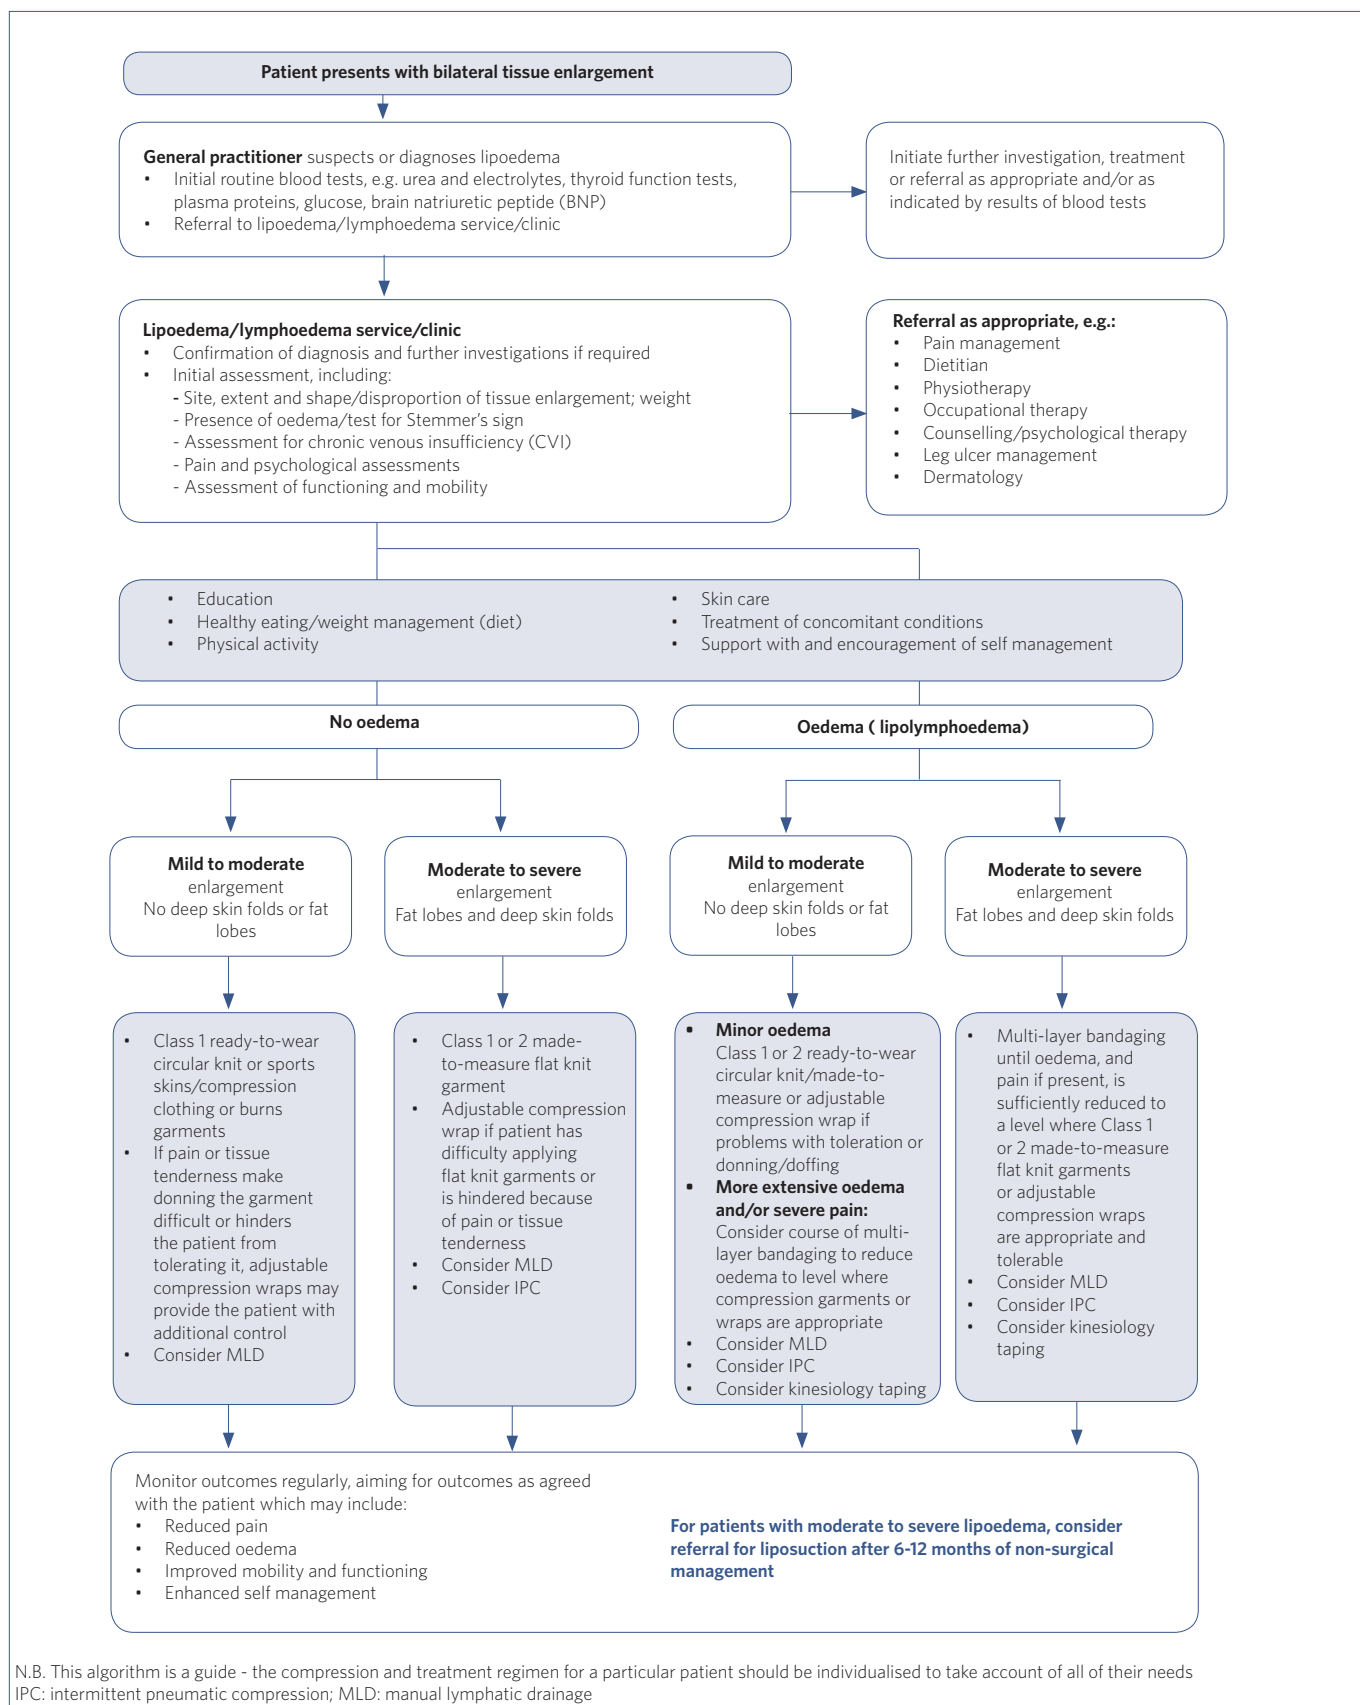 Patient presents with bilateral tissue enlargement
General practitioner suspects or diagnoses lipoedema
• Initial routine blood tests, e.g. urea and electrolytes, thyroid function tests,
plasma proteins, glucose, brain natriuretic peptide (BNP)
• Referral to lipoedema/lymphoedema service/clinic
Initiate further investigation, treatment
or referral as appropriate and/or as
indicated by results of blood tests
Lipoedema/lymphoedema service/clinic
• Confirmation of diagnosis and further investigations if required
• Initial assessment, including:
- Site, extent and shape/disproportion of tissue enlargement; weight
- Presence of oedema/test for Stemmer's sign
- Assessment for chronic venous insufficiency (CVI)
- Pain and psychological assessments
- Assessment of functioning and mobility
Referral as appropriate, e.g.:
• Pain management
• Dietitian
• Physiotherapy
• Occupational therapy
• Counselling/psychological therapy
• Leg ulcer management
• Dermatology
• Education
• Healthy eating/weight management (diet)
• Physical activity
• Skin care
• Treatment of concomitant conditions
• Support with and encouragement of self management
No oedema
Oedema ( lipolymphoedema)
Mild to moderate
enlargement
No deep skin folds or fat
lobes
Moderate to severe
enlargement
Fat lobes and deep skin folds
Mild to moderate
enlargement
No deep skin folds or fat
lobes
Moderate to severe
enlargement
Fat lobes and deep skin folds
• Class 1 ready-to-wear
circular knit or sports
skins/compression
clothing or burns
garments
• If pain or tissue
tenderness make
donning the garment
difficult or hinders
the patient from
tolerating it, adjustable
compression wraps may
provide the patient with
additional control
• Consider MLD
• Class 1 or 2 made-
to-measure flat knit
garment
• Adjustable compression
wrap if patient has
difficulty applying
flat knit garments or
is hindered because
of pain or tissue
tenderness
• Consider MLD
• Consider IPC
▪ Minor oedema
Class 1 or 2 ready-to-wear
circular knit/made-to-
measure or adjustable
compression wrap if
problems with toleration or
donning/doffing
▪ More extensive oedema
and/or severe pain:
Consider course of multi-
layer bandaging to reduce
oedema to level where
compression garments or
wraps are appropriate
• Consider MLD
• Consider IPC
• Consider kinesiology taping
• Multi-layer bandaging
until oedema, and
pain if present, is
sufficiently reduced to
a level where Class 1
or 2 made-to-measure
flat knit garments
or adjustable
compression wraps
are appropriate and
tolerable
• Consider MLD
• Consider IPC
• Consider kinesiology
taping
Monitor outcomes regularly, aiming for outcomes as agreed
with the patient which may include:
• Reduced pain
• Reduced oedema
• Improved mobility and functioning
• Enhanced self management
For patients with moderate to severe lipoedema, consider
referral for liposuction after 6-12 months of non-surgical
management
N.B. This algorithm is a guide - the compression and treatment regimen for a particular patient should be individualised to take account of all of their needs
IPC: intermittent pneumatic compression; MLD: manual lymphatic drainage